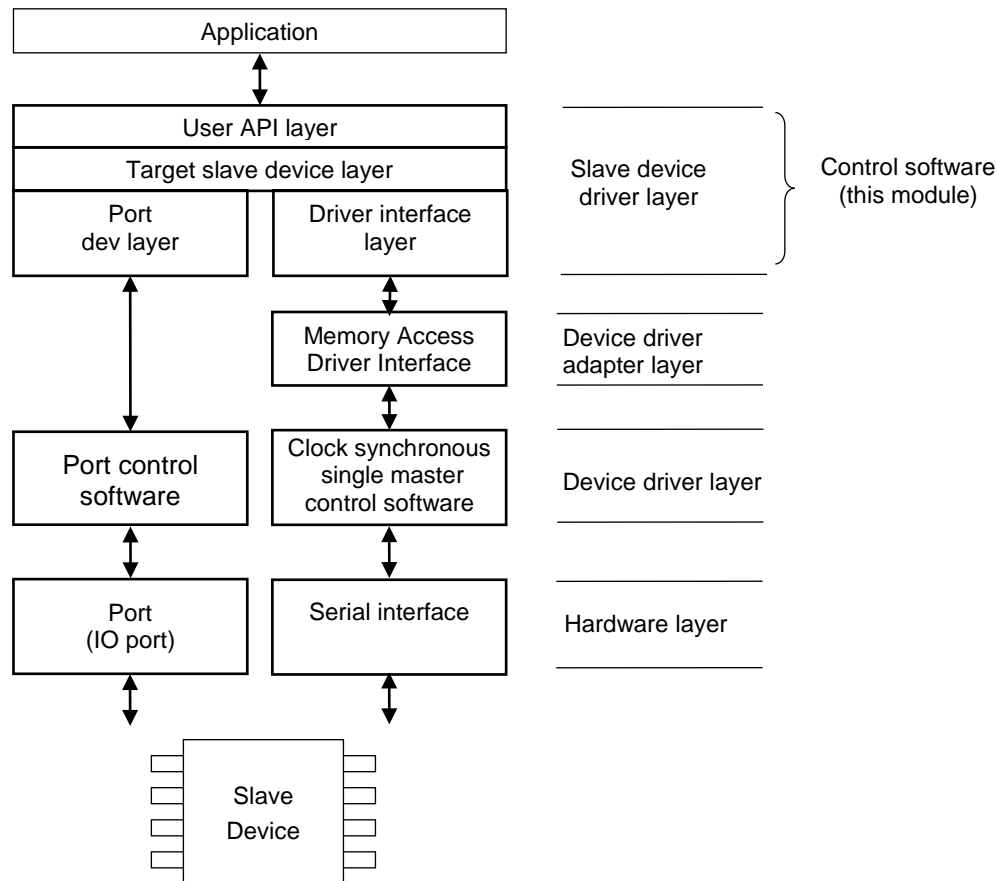 Application
User API layer
Target slave device layer
Port
dev layer
Driver interface
layer
Slave device
driver layer
Control software
(this module)
Memory Access
Driver Interface
Device driver
adapter layer
Port control
software
Clock synchronous
single master
control software
Device driver layer
Port
(IO port)
Serial interface
Hardware layer
Slave
Device